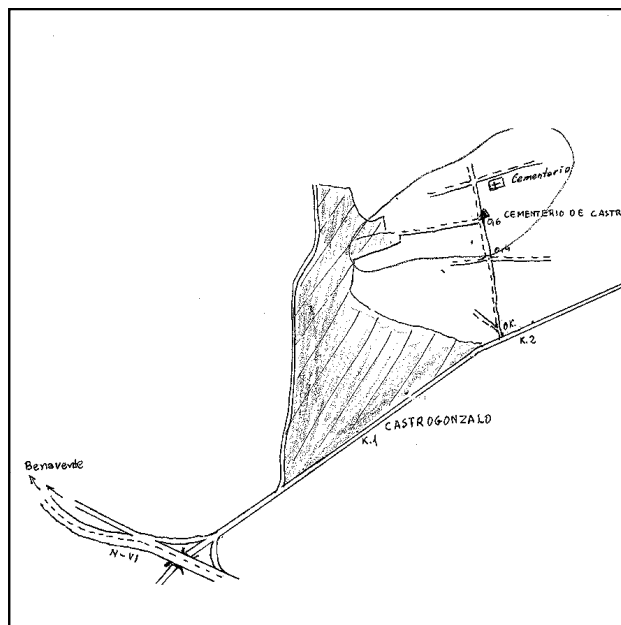 Cementerio
CEMENTERIO DE CASTR
0,6
0,4
0K.
K.2
CASTROGONZALO
K.1
Benavente
N-VI